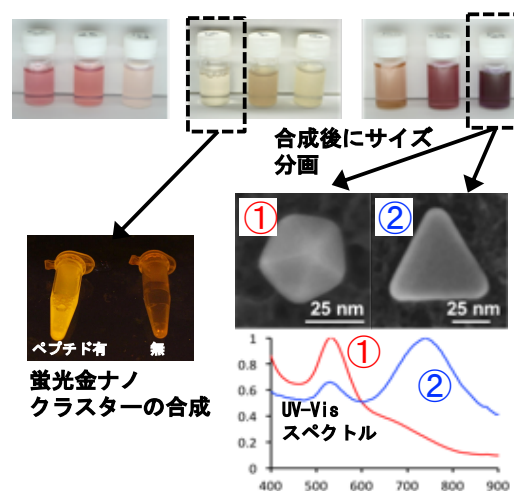 合成後にサイズ
分画
①
②
25 nm
25 nm
ペプチド有
無
蛍光金ナノ
クラスターの合成
1
0.8
0.6
0.4
0.2
0
①
②
UV-Vis
スペクトル
400
500
600
700
800
900